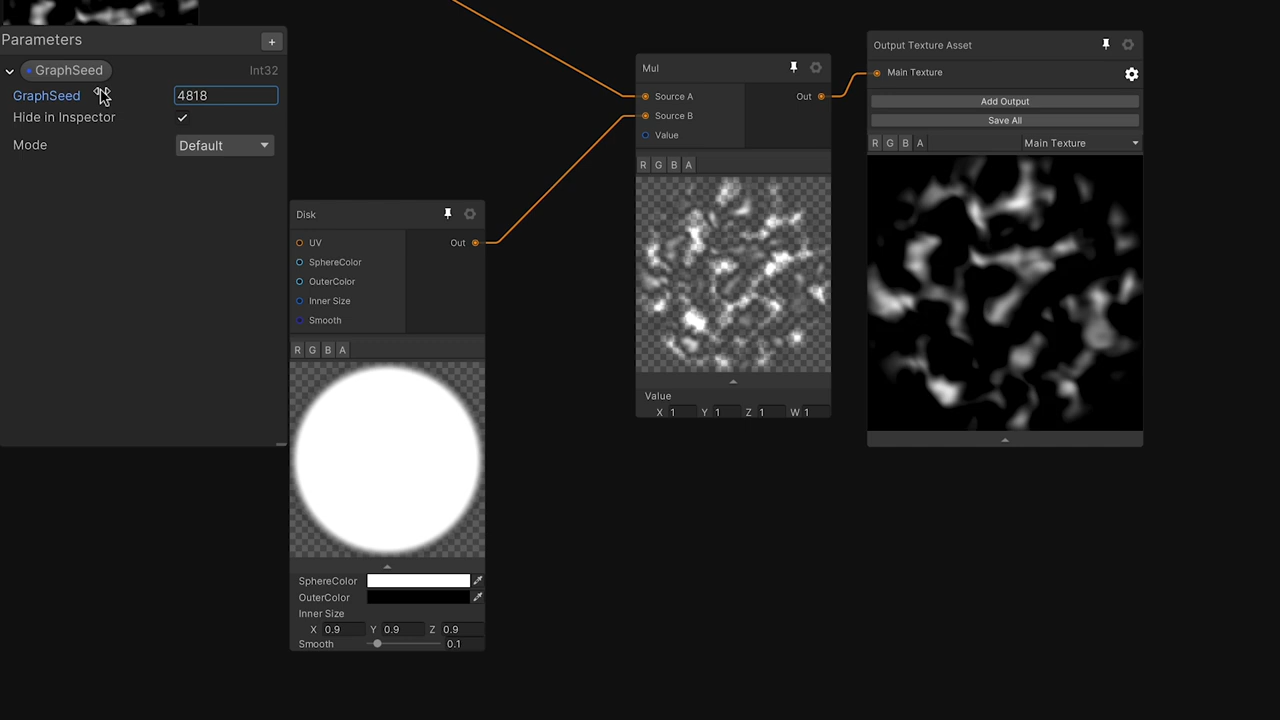 Parameters
+
GraphSeed
Int32
GraphSeed
4818
Hide in Inspector
Mode
Default
Disk
UV
Out
SphereColor
OuterColor
Inner Size
Smooth
R G B A
SphereColor
OuterColor
Inner Size
X 0.9 Y 0.9 Z 0.9
Smooth 0.1
Mul
Source A
Out
Source B
Value
R G B A
Value
X 1 Y 1 Z 1 W 1
Output Texture Asset
Main Texture
Add Output
Save All
R G B A
Main Texture